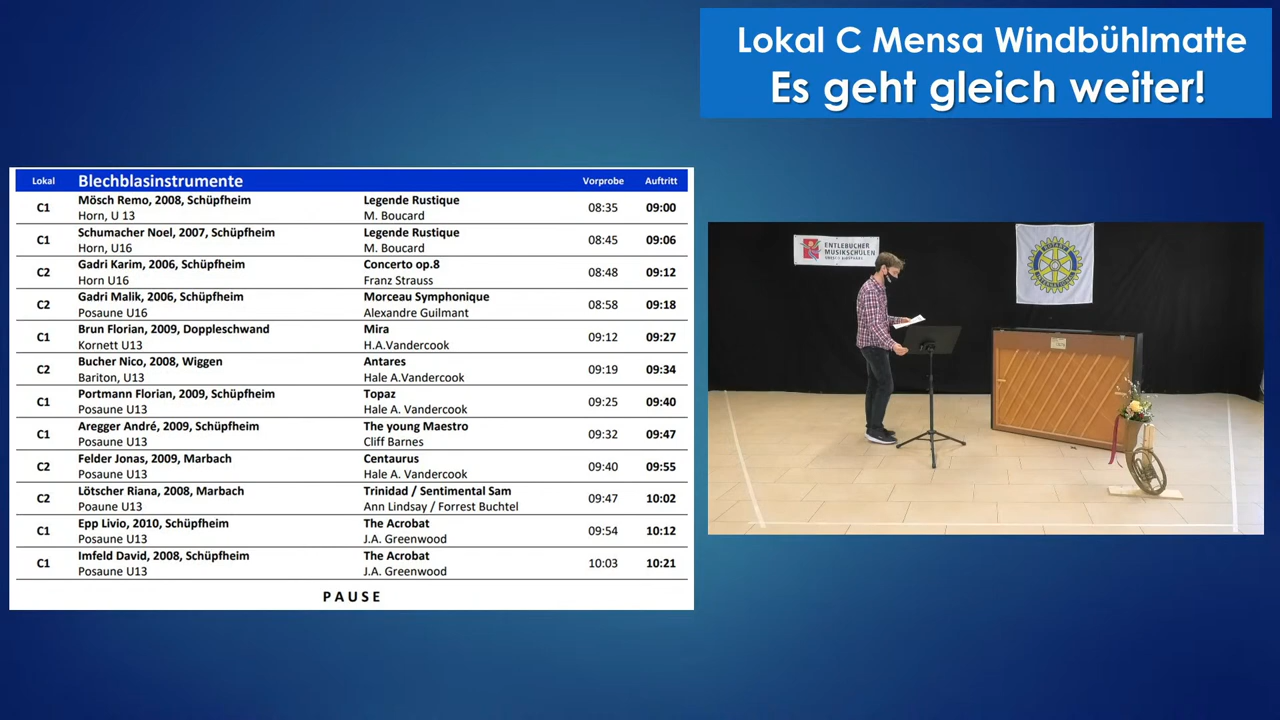 Lokal C Mensa Windbühlmatte
Es geht gleich weiter!
Lokal Blechblasinstrumente Vorprobe Auftritt
C1 Mösch Remo, 2008, Schüpfheim Legende Rustique 08:35 09:00
Horn, U 13 M. Boucard
C1 Schumacher Noel, 2007, Schüpfheim Legende Rustique 08:45 09:06
Horn, U16 M. Boucard
C2 Gadri Karim, 2006, Schüpfheim Concerto op.8 08:48 09:12
Horn U16 Franz Strauss
C2 Gadri Malik, 2006, Schüpfheim Morceau Symphonique 08:58 09:18
Posaune U16 Alexandre Guilmant
C1 Brun Florian, 2009, Doppleschwand Mira 09:12 09:27
Kornett U13 H.A.Vandercook
C2 Bucher Nico, 2008, Wiggen Antares 09:19 09:34
Bariton, U13 Hale A.Vandercook
C1 Portmann Florian, 2009, Schüpfheim Topaz 09:25 09:40
Posaune U13 Hale A. Vandercook
C1 Aregger André, 2009, Schüpfheim The young Maestro 09:32 09:47
Posaune U13 Cliff Barnes
C2 Felder Jonas, 2009, Marbach Centaurus 09:40 09:55
Posaune U13 Hale A. Vandercook
C2 Lötscher Riana, 2008, Marbach Trinidad / Sentimental Sam 09:47 10:02
Poaune U13 Ann Lindsay / Forrest Buchtel
C1 Epp Livio, 2010, Schüpfheim The Acrobat 09:54 10:12
Posaune U13 J.A. Greenwood
C1 Imfeld David, 2008, Schüpfheim The Acrobat 10:03 10:21
Posaune U13 J.A. Greenwood
PAUSE
ENTLEBUCHER
MUSIKSCHULEN
ROTARY
INTERNATIONAL